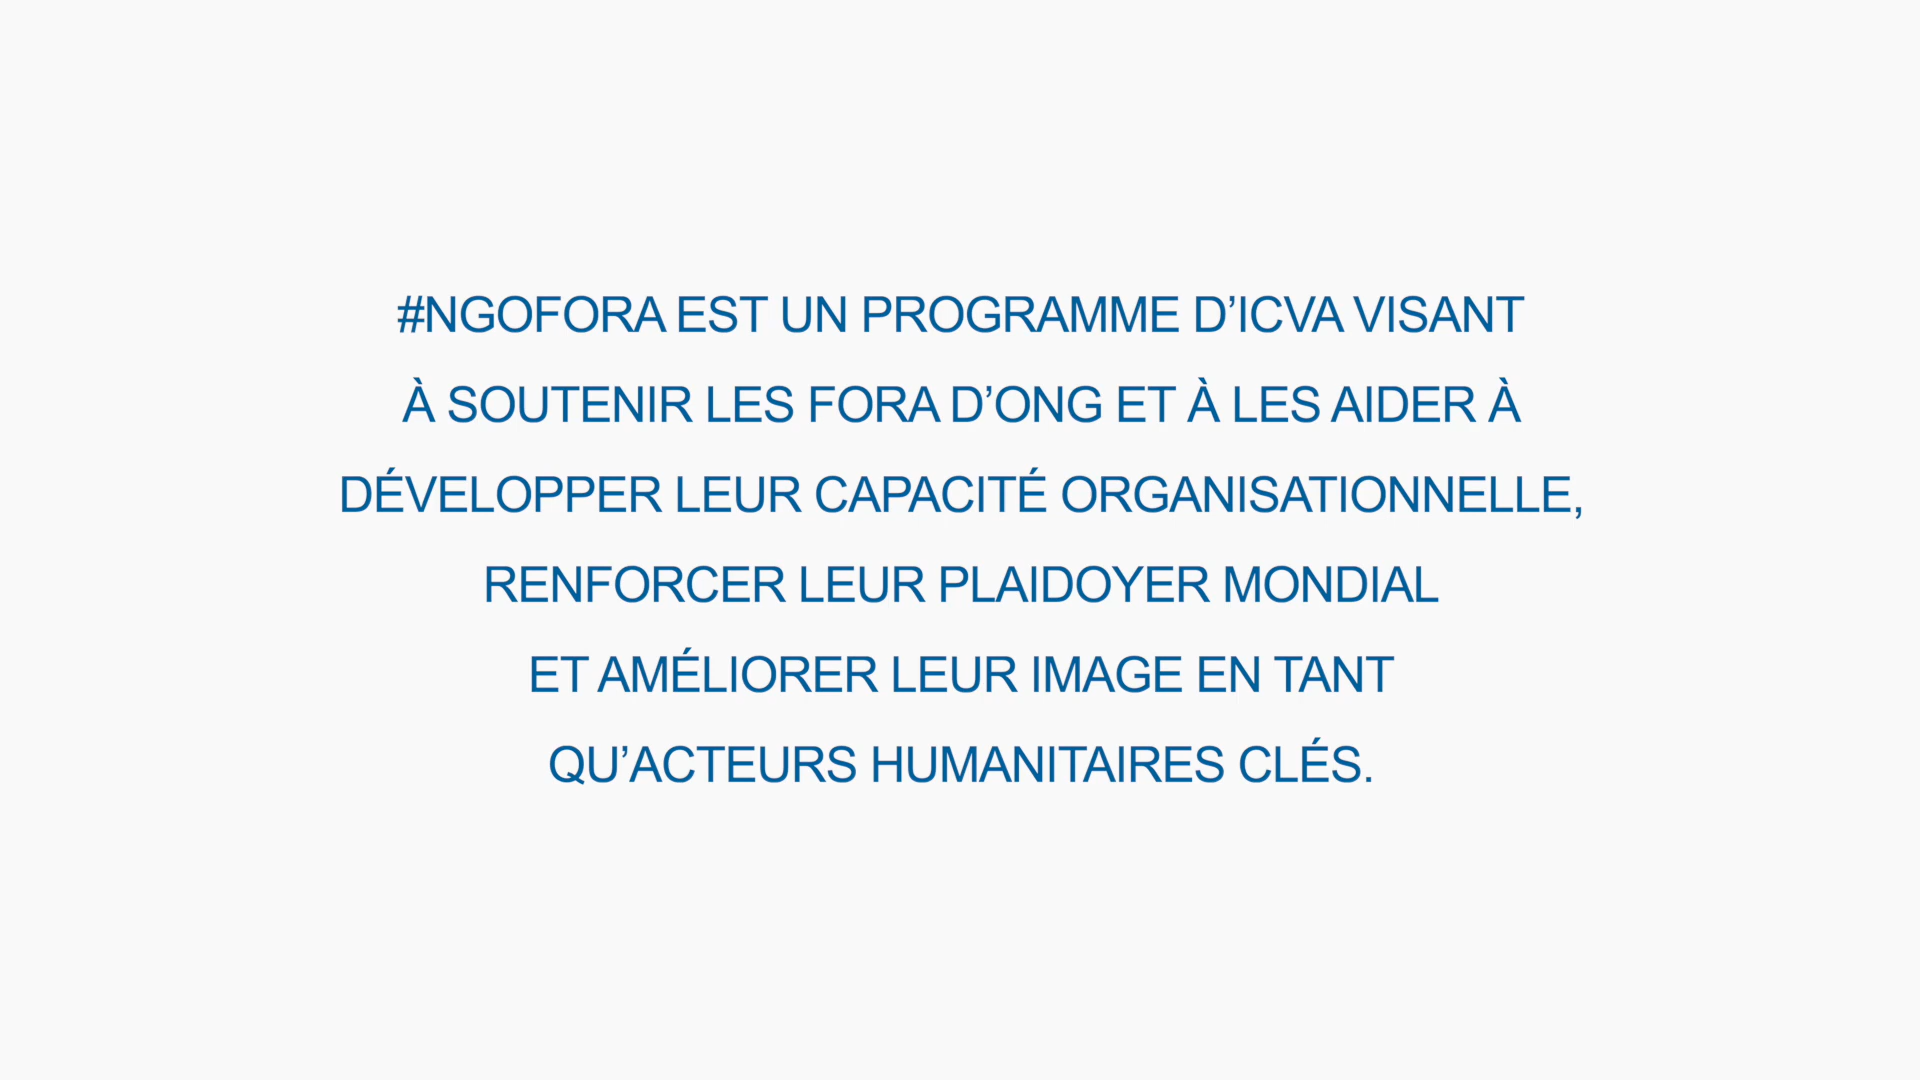 #NGOFORA EST UN PROGRAMME D’ICVA VISANT
À SOUTENIR LES FORA D’ONG ET À LES AIDER À
DÉVELOPPER LEUR CAPACITÉ ORGANISATIONNELLE,
RENFORCER LEUR PLAIDOYER MONDIAL
ET AMÉLIORER LEUR IMAGE EN TANT
QU’ACTEURS HUMANITAIRES CLÉS.